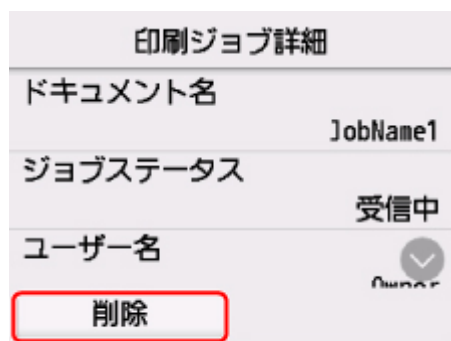 印刷ジョブ詳細
ドキュメント名
JobName1
ジョブステータス
受信中
ユーザー名
Owner
削除